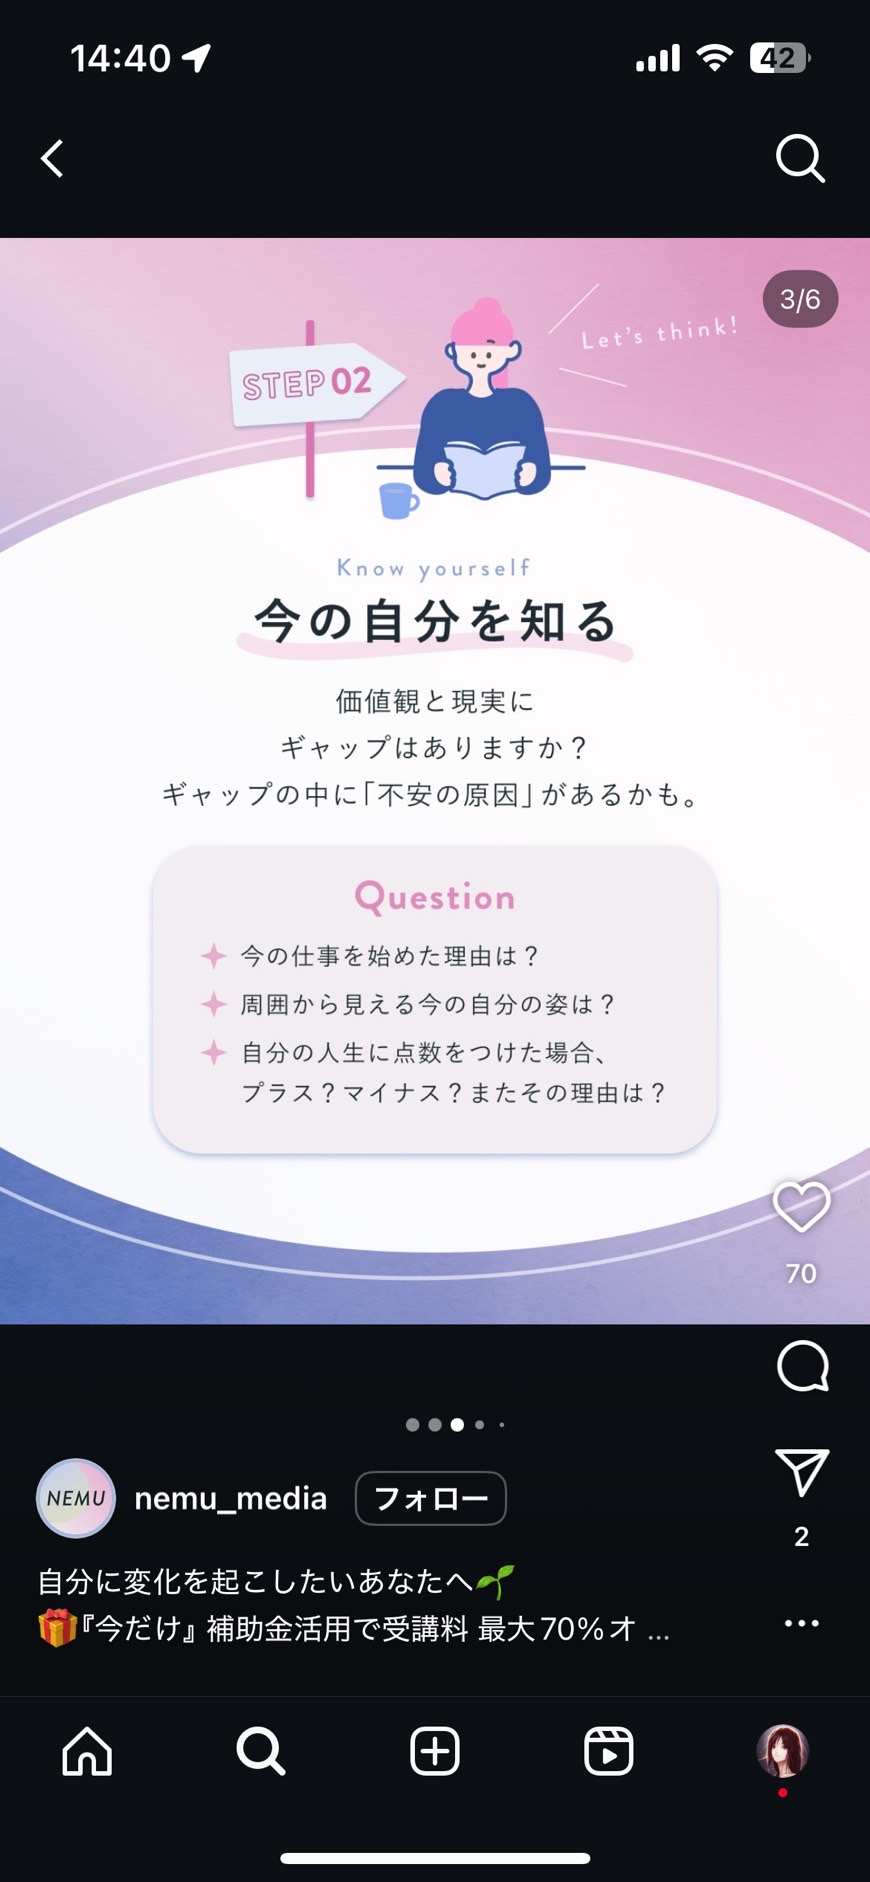 14:40
42
3/6
Let's think!
STEP 02
Know yourself
今の自分を知る
価値観と現実に
ギャップはありますか？
ギャップの中に「不安の原因」があるかも。
Question
今の仕事を始めた理由は？
周囲から見える今の自分の姿は？
自分の人生に点数をつけた場合、
プラス？マイナス？またその理由は？
70
NEMU
nemu_media
フォロー
2
自分に変化を起こしたいあなたへ🌱
🎁『今だけ』補助金活用で受講料 最大70%オ ...